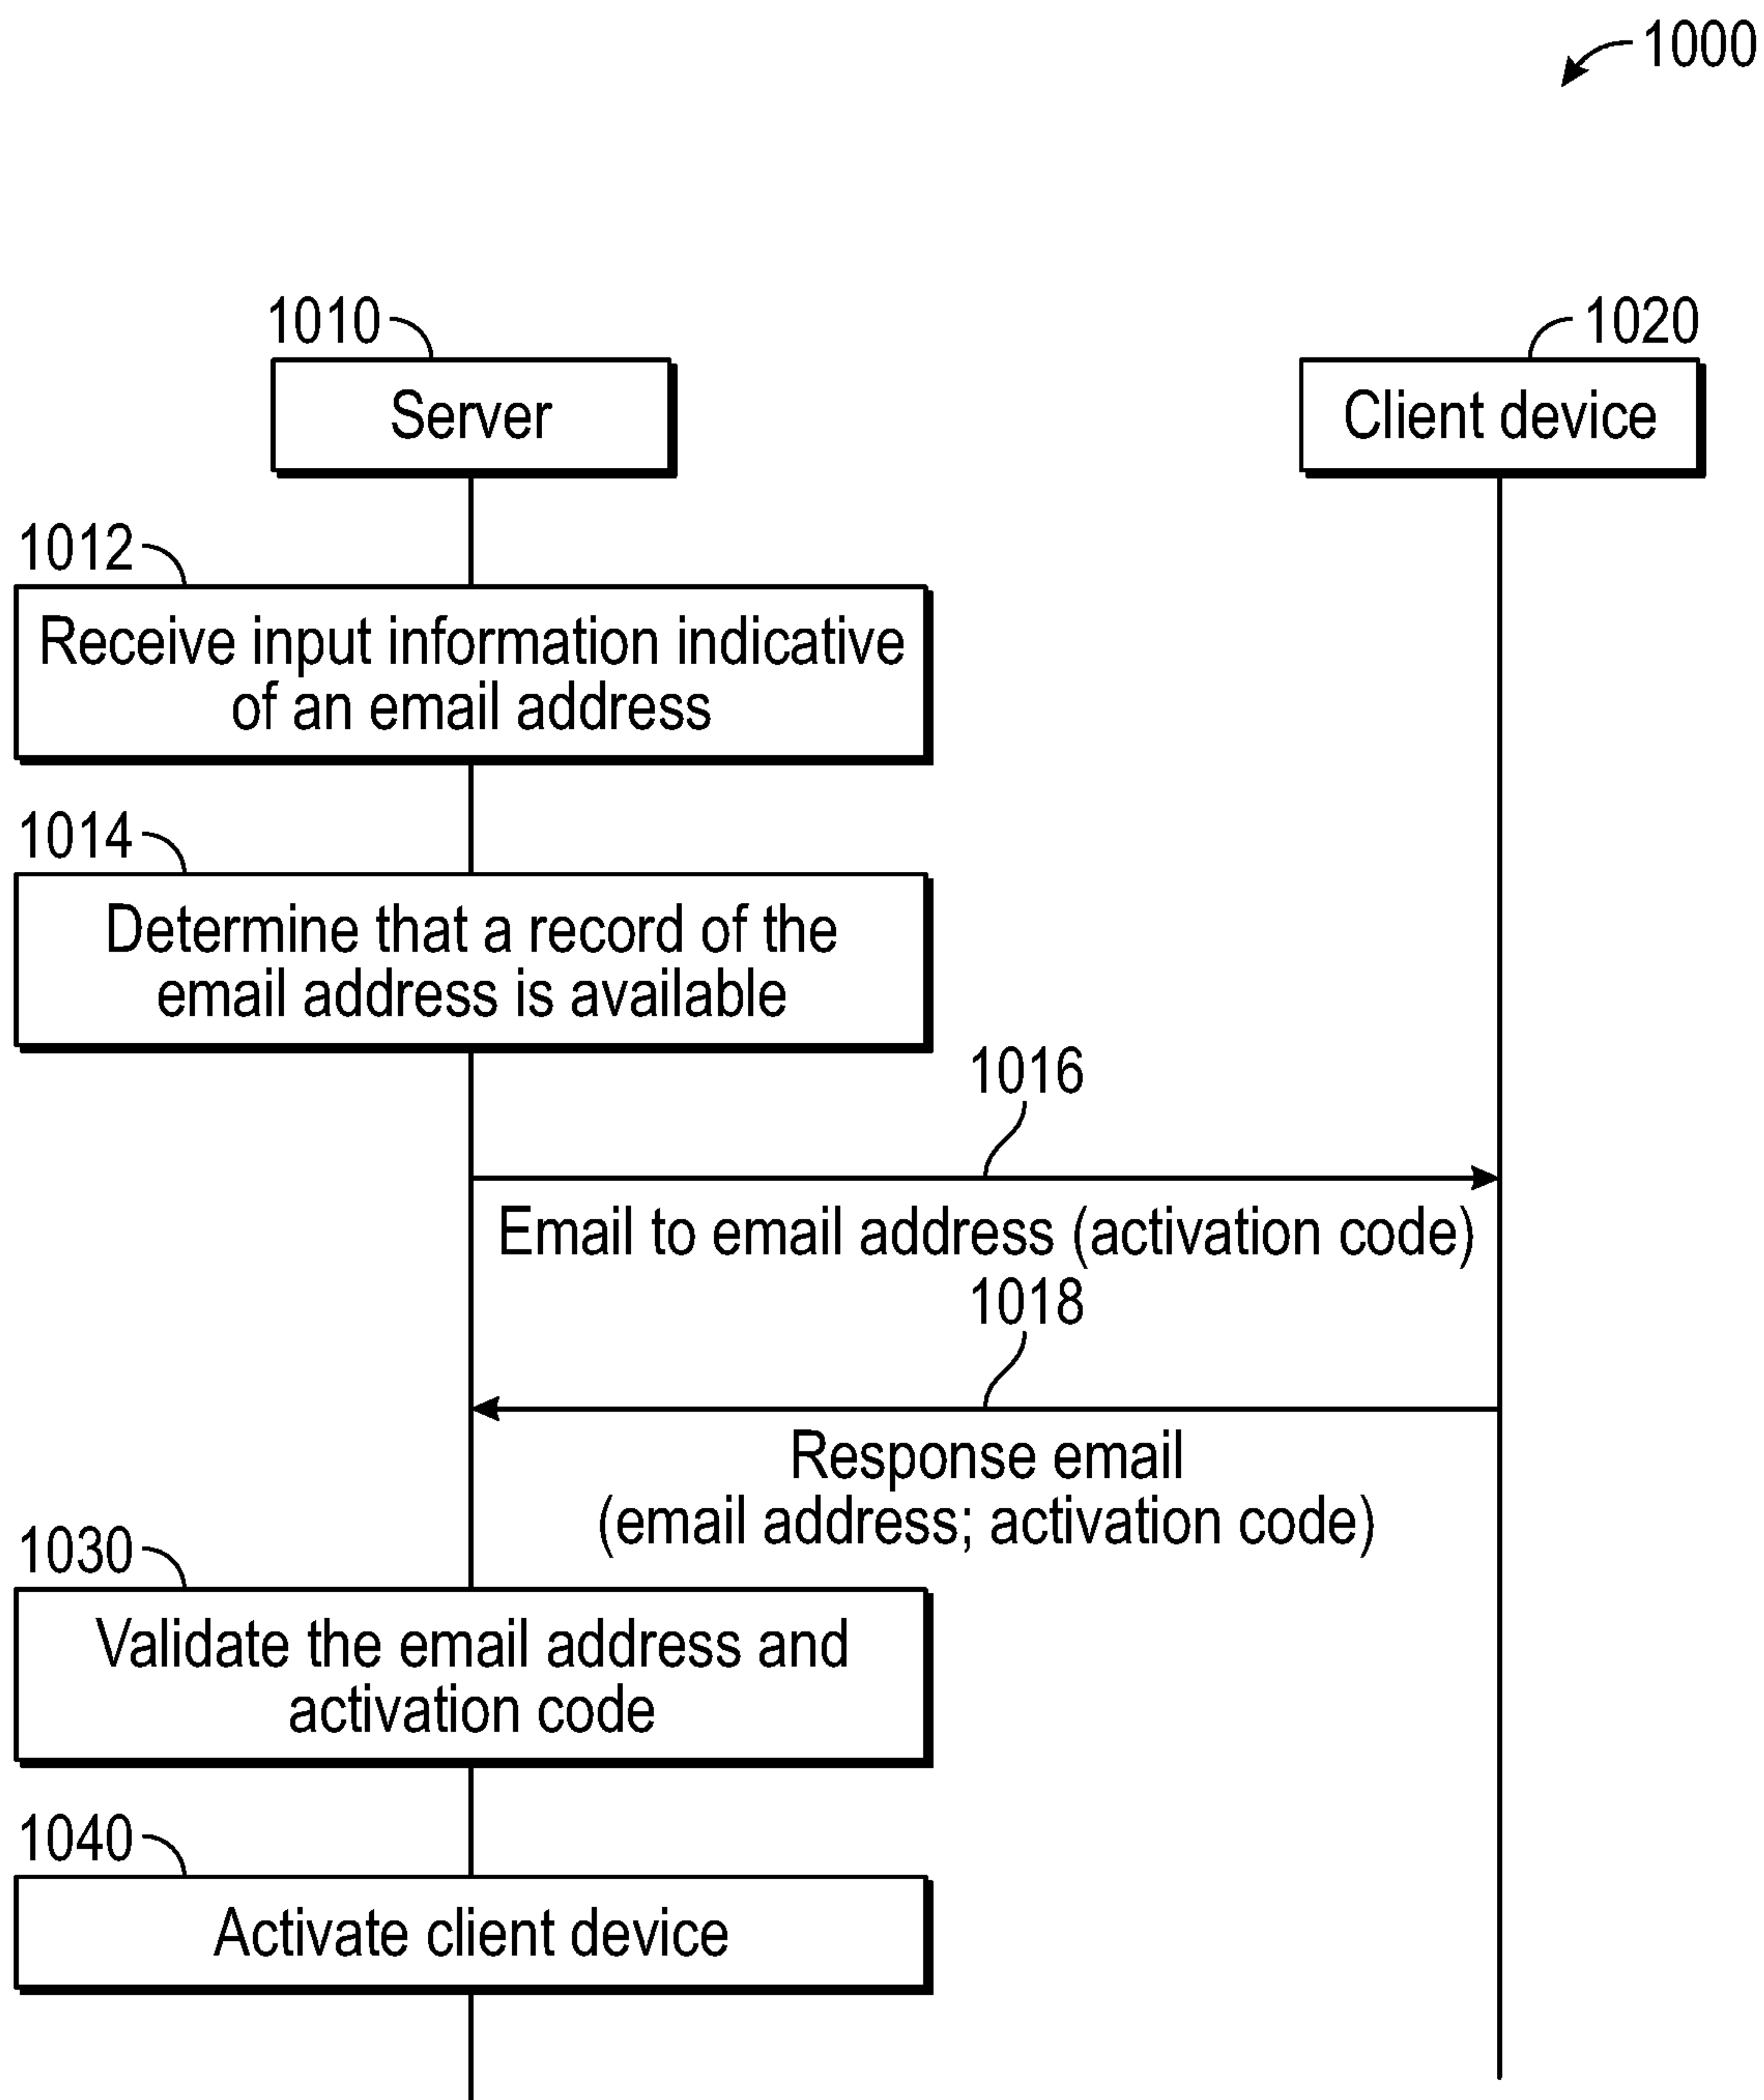 1000
1010
Server
1020
Client device
1012
Receive input information indicative
of an email address
1014
Determine that a record of the
email address is available
1016
Email to email address (activation code)
1018
Response email
(email address; activation code)
1030
Validate the email address and
activation code
1040
Activate client device